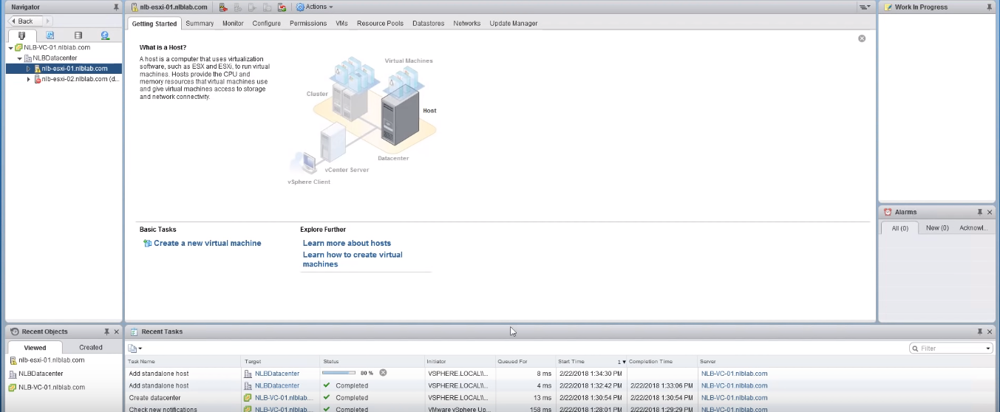 Navigator
Back
NLB-VC-01.nlblab.com
NLBDatacenter
nlb-esxi-01.nlblab.com
nlb-esxi-02.nlblab.com (d...
nlb-esxi-01.nlblab.com Actions
Getting Started Summary Monitor Configure Permissions VMs Resource Pools Datastores Networks Update Manager
What is a Host?
A host is a computer that uses virtualization
software, such as ESX and ESXi, to run virtual
machines. Hosts provide the CPU and
memory resources that virtual machines use
and give virtual machines access to storage
and network connectivity.
Virtual Machines
Cluster
Host
Datacenter
vCenter Server
vSphere Client
Basic Tasks
Create a new virtual machine
Explore Further
Learn more about hosts
Learn how to create virtual
machines
Work In Progress
Alarms
All (0) New (0) Acknowl...
Recent Objects
Viewed Created
nlb-esxi-01.nlblab.com
NLBDatacenter
NLB-VC-01.nlblab.com
Recent Tasks
Filter
Task Name Target Status Initiator Queued For Start Time 1 Completion Time Server
Add standalone host NLBDatacenter 80 % VSPHERE.LOCAL\\... 8 ms 2/22/2018 1:34:30 PM NLB-VC-01.nlblab.com
Add standalone host NLBDatacenter Completed VSPHERE.LOCAL\\... 4 ms 2/22/2018 1:32:42 PM 2/22/2018 1:33:06 PM NLB-VC-01.nlblab.com
Create datacenter NLB-VC-01.nlblab... Completed VSPHERE.LOCAL\\... 13 ms 2/22/2018 1:30:54 PM 2/22/2018 1:30:54 PM NLB-VC-01.nlblab.com
Check new notifications NLB-VC-01.nlblab... Completed VMware vSphere Up... 158 ms 2/22/2018 1:28:01 PM 2/22/2018 1:29:29 PM NLB-VC-01.nlblab.com